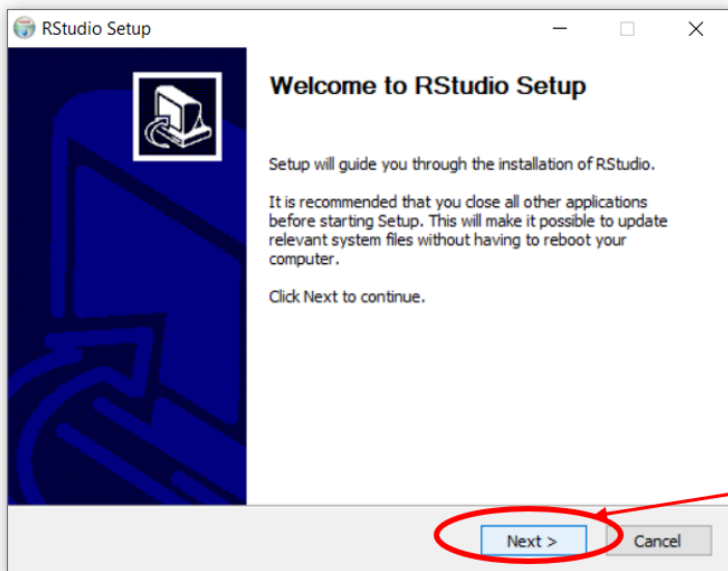 RStudio Setup
Welcome to RStudio Setup
Setup will guide you through the installation of RStudio.
It is recommended that you close all other applications
before starting Setup. This will make it possible to update
relevant system files without having to reboot your
computer.
Click Next to continue.
Next >
Cancel